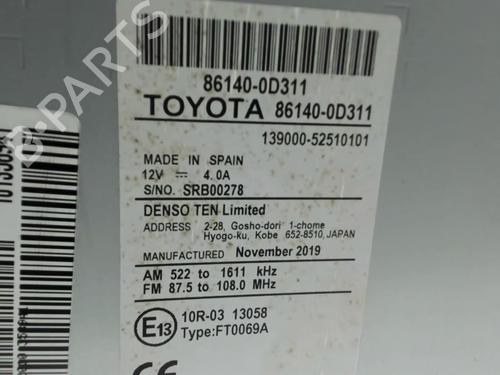 86140-0D311
TOYOTA 86140-0D311
139000-52510101
MADE IN SPAIN
12V ⎓ 4.0A
S/NO. SRB00278
DENSO TEN Limited
ADDRESS 2-28, Gosho-dori 1-chome
Hyogo-ku, Kobe 652-8510, JAPAN
MANUFACTURED November 2019
AM 522 to 1611 kHz
FM 87.5 to 108.0 MHz
E13 10R-03 13058
Type:FT0069A
CE
B-PARTS